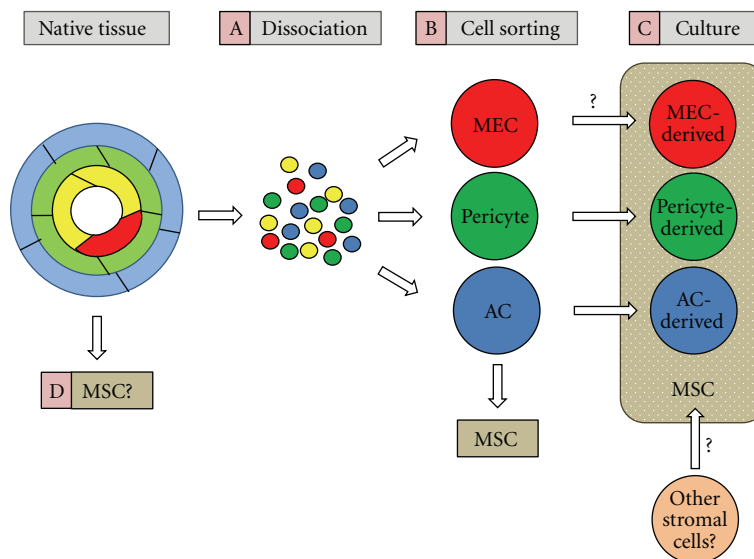 Native tissue
A Dissociation
B Cell sorting
C Culture
?
MEC
MEC-
derived
Pericyte
Pericyte-
derived
AC
AC-
derived
D MSC?
MSC
MSC
?
Other
stromal
cells?